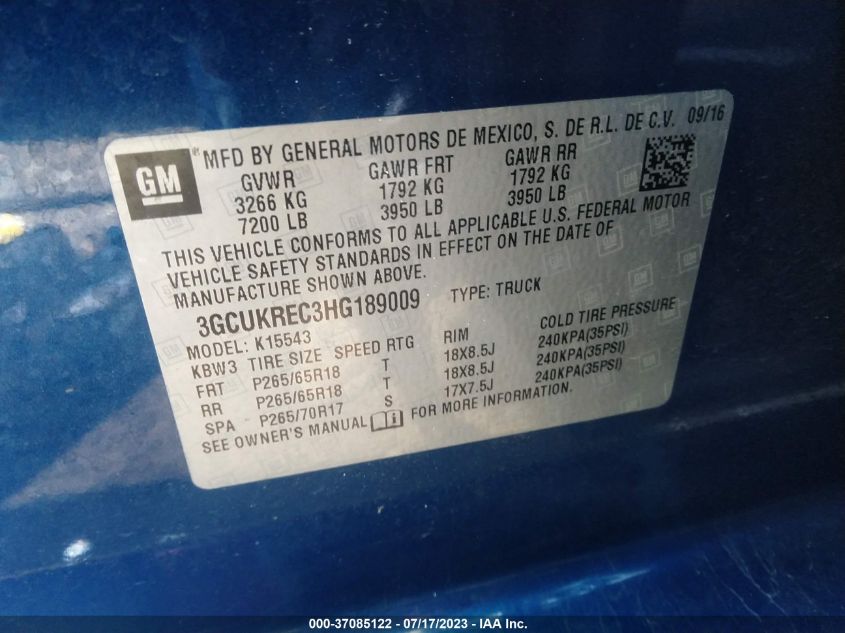 GM ® MFD BY GENERAL MOTORS DE MEXICO, S. DE R.L. DE C.V. 09/16
GVWR GAWR FRT GAWR RR
3266 KG 1792 KG 1792 KG
7200 LB 3950 LB 3950 LB
THIS VEHICLE CONFORMS TO ALL APPLICABLE U.S. FEDERAL MOTOR
VEHICLE SAFETY STANDARDS IN EFFECT ON THE DATE OF
MANUFACTURE SHOWN ABOVE.
3GCUKREC3HG189009 TYPE: TRUCK
MODEL: K15543
KBW3 TIRE SIZE SPEED RTG RIM COLD TIRE PRESSURE
FRT P265/65R18 T 18X8.5J 240KPA(35PSI)
RR P265/65R18 T 18X8.5J 240KPA(35PSI)
SPA P265/70R17 S 17X7.5J 240KPA(35PSI)
SEE OWNER'S MANUAL FOR MORE INFORMATION.
000-37085122 - 07/17/2023 - IAA Inc.